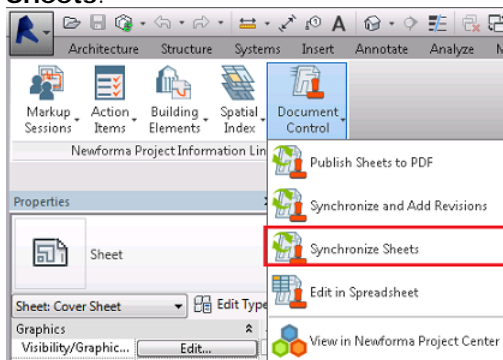 Sheets.
Architecture Structure Systems Insert Annotate Analyze M
Markup Sessions
Action Items
Building Elements
Spatial Index
Document Control
Newforma Project Information Lin
Publish Sheets to PDF
Synchronize and Add Revisions
Synchronize Sheets
Edit in Spreadsheet
View in Newforma Project Center
Properties
Sheet
Sheet: Cover Sheet
Edit Type
Graphics
Visibility/Graphic...
Edit...